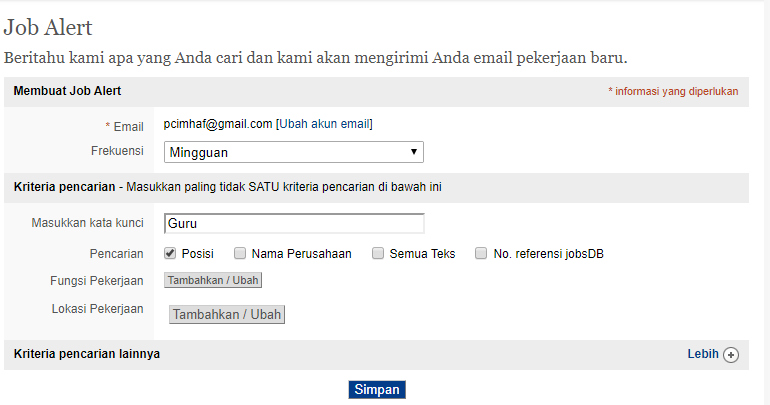 Job Alert
Beritahu kami apa yang Anda cari dan kami akan mengirimi Anda email pekerjaan baru.
Membuat Job Alert * informasi yang diperlukan
* Email pcimhaf@gmail.com [Ubah akun email]
Frekuensi Mingguan
Kriteria pencarian - Masukkan paling tidak SATU kriteria pencarian di bawah ini
Masukkan kata kunci Guru
Pencarian Posisi Nama Perusahaan Semua Teks No. referensi jobsDB
Fungsi Pekerjaan Tambahkan / Ubah
Lokasi Pekerjaan Tambahkan / Ubah
Kriteria pencarian lainnya Lebih
Simpan